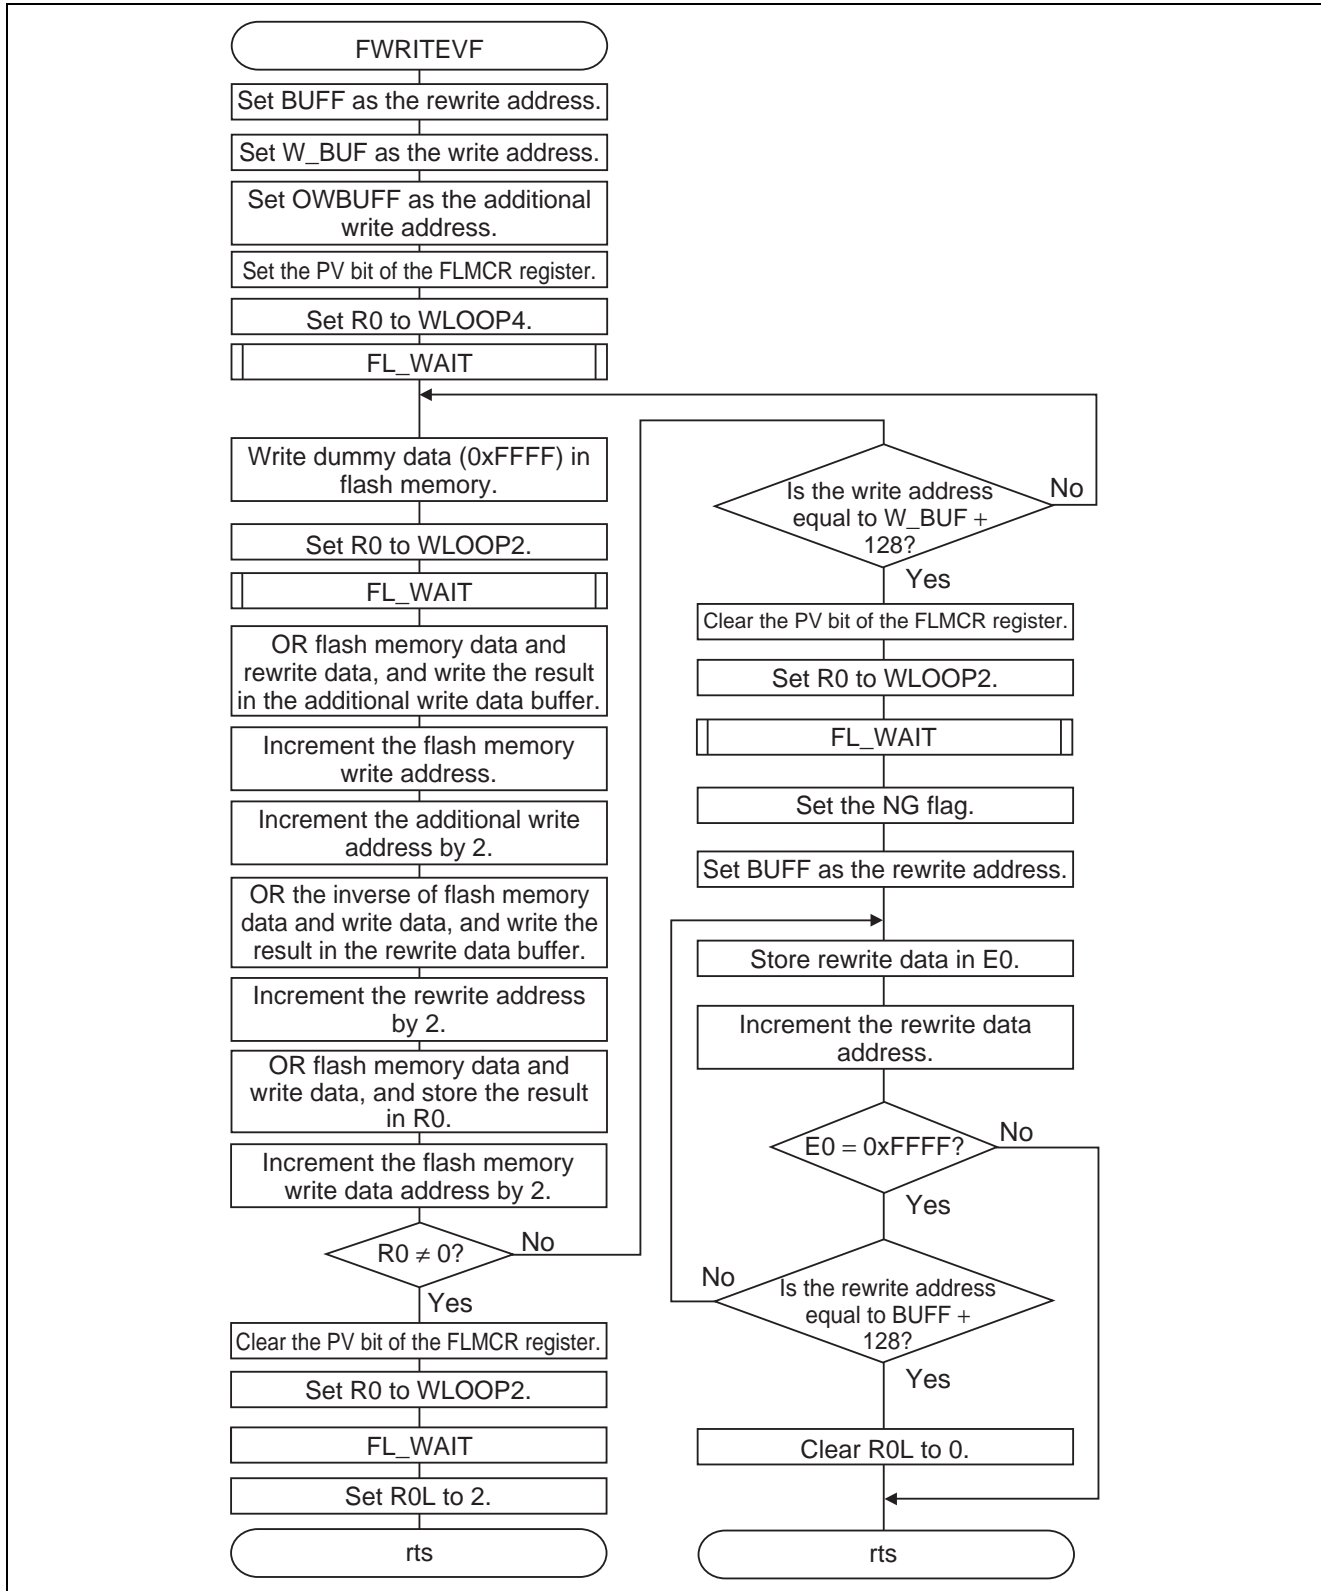 FWRITEVF
Set BUFF as the rewrite address.
Set W_BUF as the write address.
Set OWBUFF as the additional
write address.
Set the PV bit of the FLMCR register.
Set R0 to WLOOP4.
FL_WAIT
Write dummy data (0xFFFF) in
flash memory.
Set R0 to WLOOP2.
FL_WAIT
OR flash memory data and
rewrite data, and write the result
in the additional write data buffer.
Increment the flash memory
write address.
Increment the additional write
address by 2.
OR the inverse of flash memory
data and write data, and write the
result in the rewrite data buffer.
Increment the rewrite address
by 2.
OR flash memory data and
write data, and store the result
in R0.
Increment the flash memory
write data address by 2.
R0 ≠ 0?
No
Yes
Clear the PV bit of the FLMCR register.
Set R0 to WLOOP2.
FL_WAIT
Set R0L to 2.
rts
Is the write address
equal to W_BUF +
128?
No
Yes
Clear the PV bit of the FLMCR register.
Set R0 to WLOOP2.
FL_WAIT
Set the NG flag.
Set BUFF as the rewrite address.
Store rewrite data in E0.
Increment the rewrite data
address.
E0 = 0xFFFF?
No
Yes
Is the rewrite address
equal to BUFF +
128?
No
Yes
Clear R0L to 0.
rts